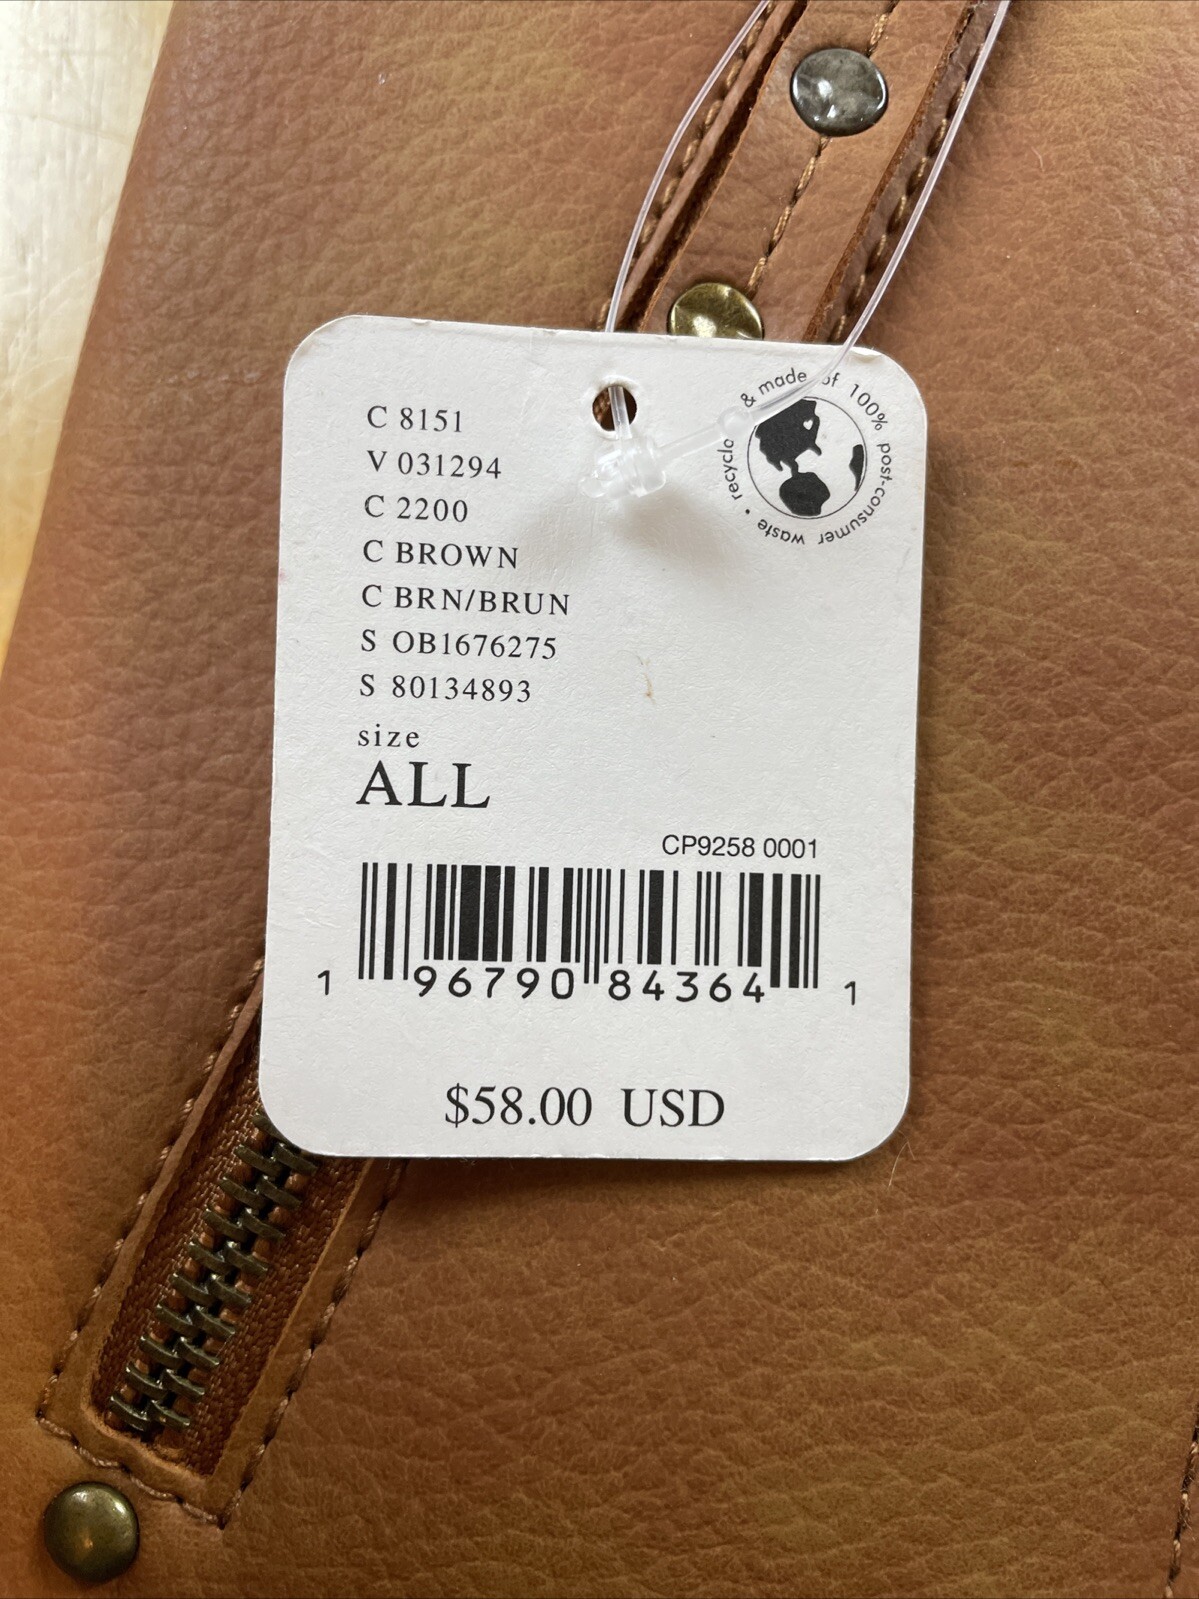 C 8151
V 031294
C 2200
C BROWN
C BRN/BRUN
S OB1676275
S 80134893
size
ALL
& made of 100% post-consumer waste • recyclo
CP9258 0001
1 96790 84364 1
$58.00 USD